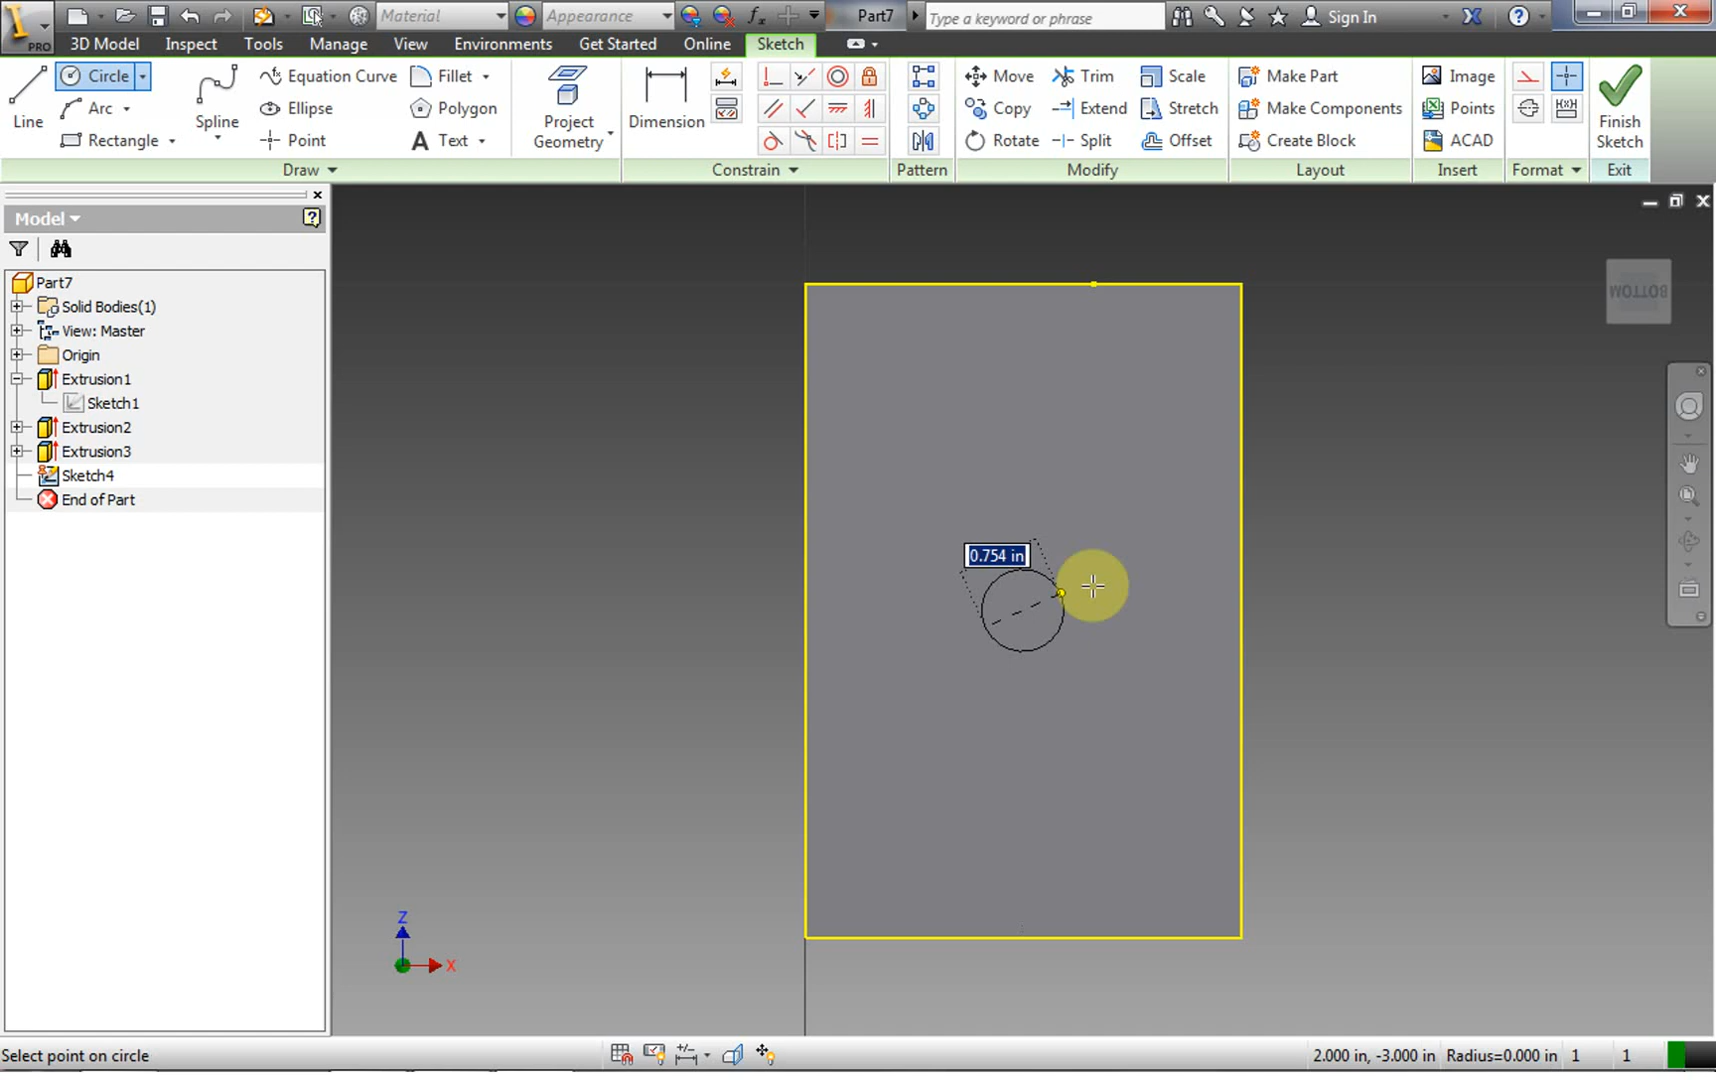 PRO
Material
Appearance
Part7
Type a keyword or phrase
Sign In
3D Model
Inspect
Tools
Manage
View
Environments
Get Started
Online
Sketch
Line
Circle
Arc
Rectangle
Spline
Equation Curve
Ellipse
Point
Fillet
Polygon
Text
Project
Geometry
Dimension
Move
Copy
Rotate
Trim
Extend
Split
Scale
Stretch
Offset
Make Part
Make Components
Create Block
Image
Points
ACAD
Finish
Sketch
Draw
Constrain
Pattern
Modify
Layout
Insert
Format
Exit
Model
Part7
Solid Bodies(1)
View: Master
Origin
Extrusion1
Sketch1
Extrusion2
Extrusion3
Sketch4
End of Part
BOTTOM
0.754 in
Z
X
Select point on circle
2.000 in, -3.000 in Radius=0.000 in 1 1